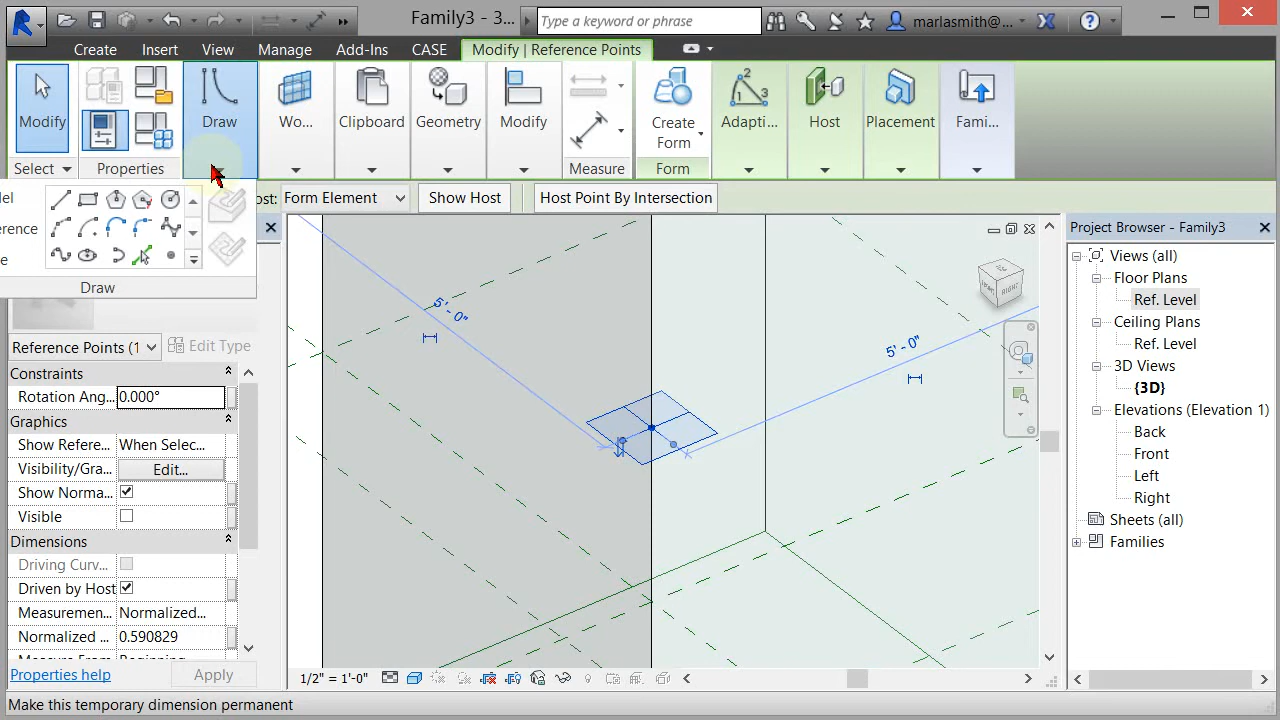 Family3 - 3...
Type a keyword or phrase
marlasmith@...
Create
Insert
View
Manage
Add-Ins
CASE
Modify | Reference Points
Modify
Draw
Wo...
Clipboard
Geometry
Modify
Create
Form
Adapti...
Host
Placement
Fami...
Select
Properties
Measure
Form
del
erence
e
Draw
ost:
Form Element
Show Host
Host Point By Intersection
Reference Points (1
Edit Type
Constraints
Rotation Ang...
0.000°
Graphics
Show Refere...
When Selec...
Visibility/Gra...
Edit...
Show Norma...
Visible
Dimensions
Driving Curv...
Driven by Host
Measuremen...
Normalized...
Normalized ...
0.590829
Properties help
Apply
5' - 0"
5' - 0"
RIGHT
Project Browser - Family3
Views (all)
Floor Plans
Ref. Level
Ceiling Plans
Ref. Level
3D Views
{3D}
Elevations (Elevation 1)
Back
Front
Left
Right
Sheets (all)
Families
1/2" = 1'-0"
Make this temporary dimension permanent